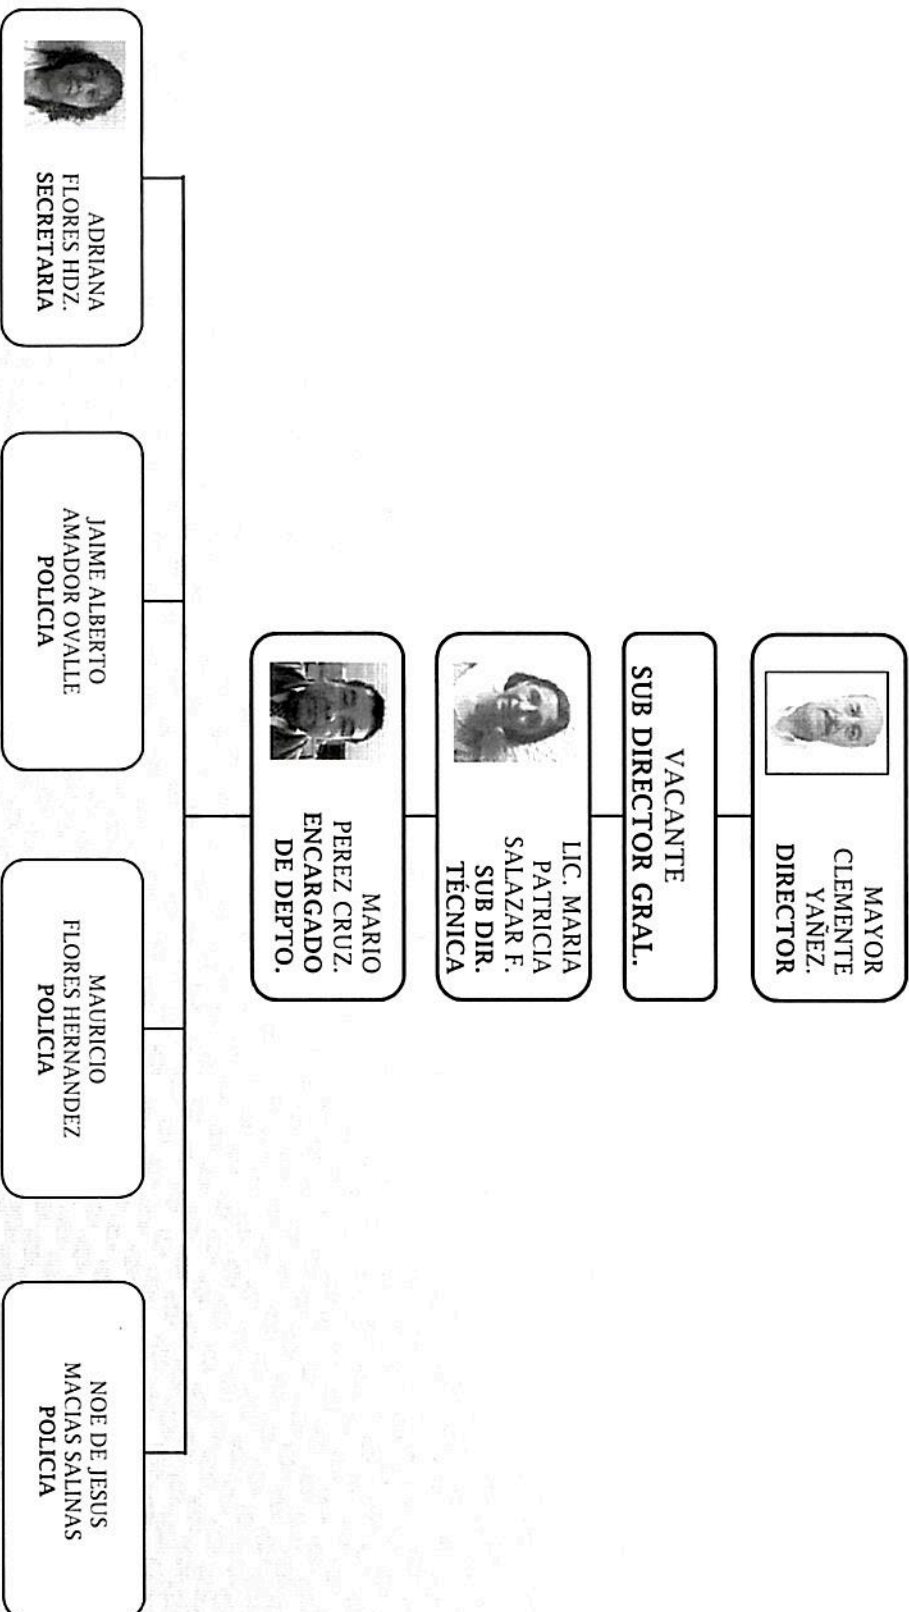 MAYOR
CLEMENTE
YAÑEZ.
DIRECTOR
VACANTE
SUB DIRECTOR GRAL.
LIC. MARIA
PATRICIA
SALAZAR F.
SUB DIR.
TÉCNICA
MARIO
PEREZ CRUZ.
ENCARGADO
DE DEPTO.
ADRIANA
FLORES HDZ.
SECRETARIA
JAIME ALBERTO
AMADOR OVALLE
POLICIA
MAURICIO
FLORES HERNANDEZ
POLICIA
NOE DE JESUS
MACIAS SALINAS
POLICIA